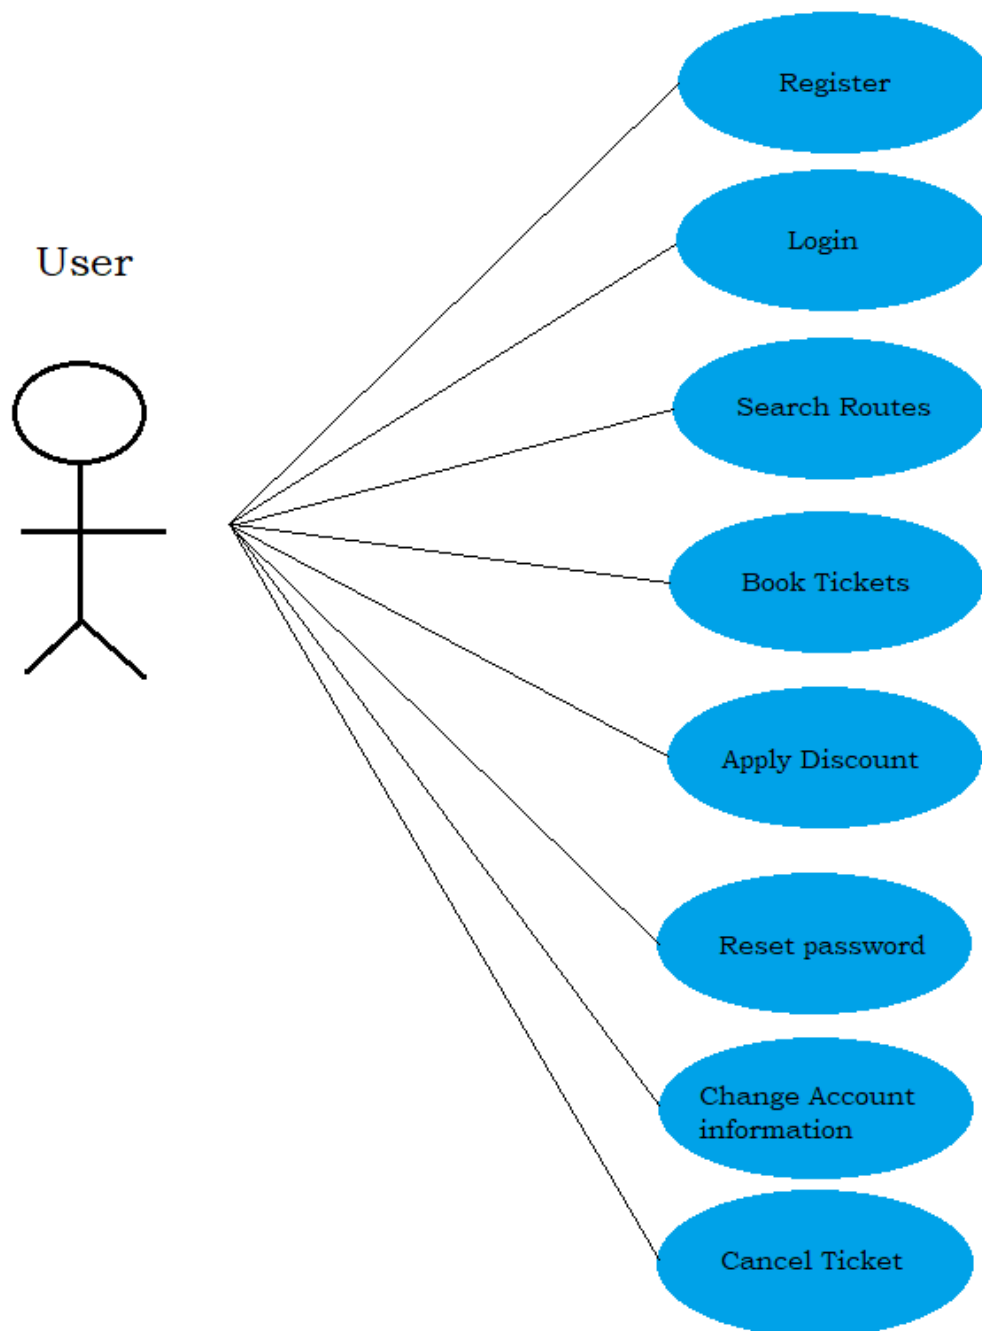 User
Register
Login
Search Routes
Book Tickets
Apply Discount
Reset password
Change Account
information
Cancel Ticket